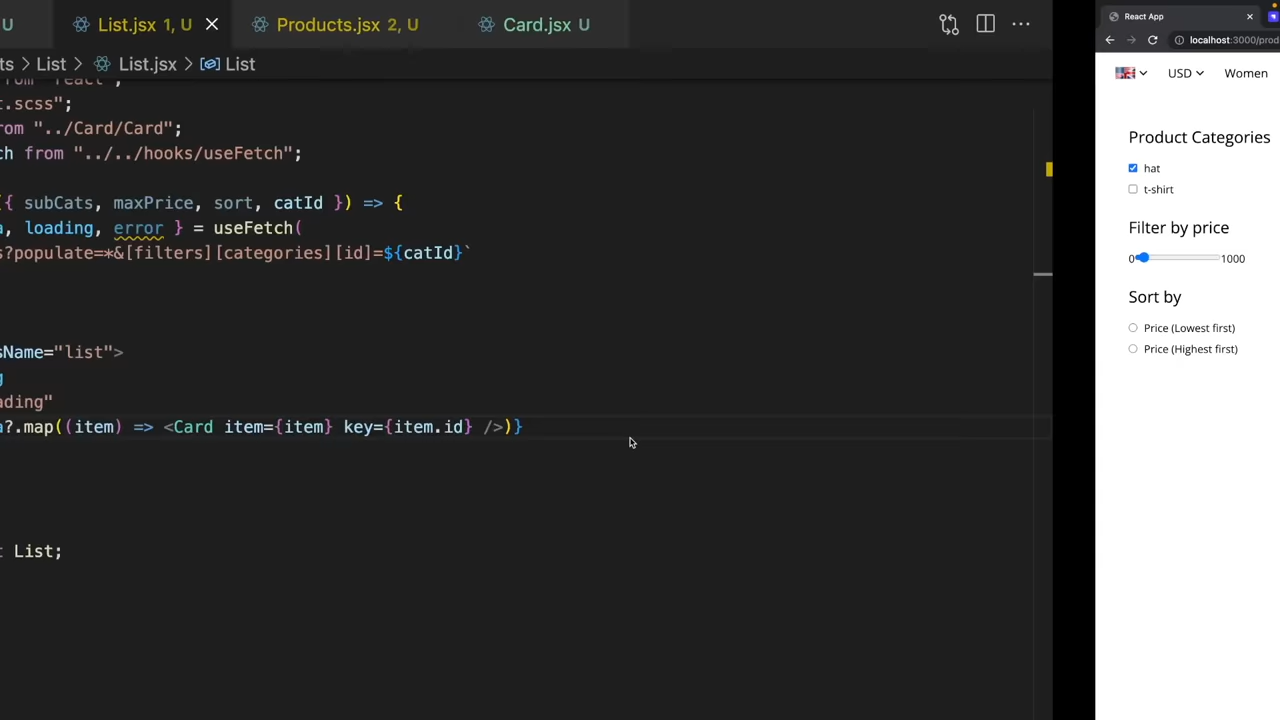 U List.jsx 1, U Products.jsx 2, U Card.jsx U
ts > List > List.jsx > List
from "react";
t.scss";
rom "../Card/Card";
ch from "../../hooks/useFetch";
({ subCats, maxPrice, sort, catId }) => {
a, loading, error } = useFetch(
s?populate=*&[filters][categories][id]=${catId}`
sName="list">
g
ading"
a?.map((item) => <Card item={item} key={item.id} />)}
t List;
React App
localhost:3000/prod
USD Women
Product Categories
hat
t-shirt
Filter by price
0 1000
Sort by
Price (Lowest first)
Price (Highest first)